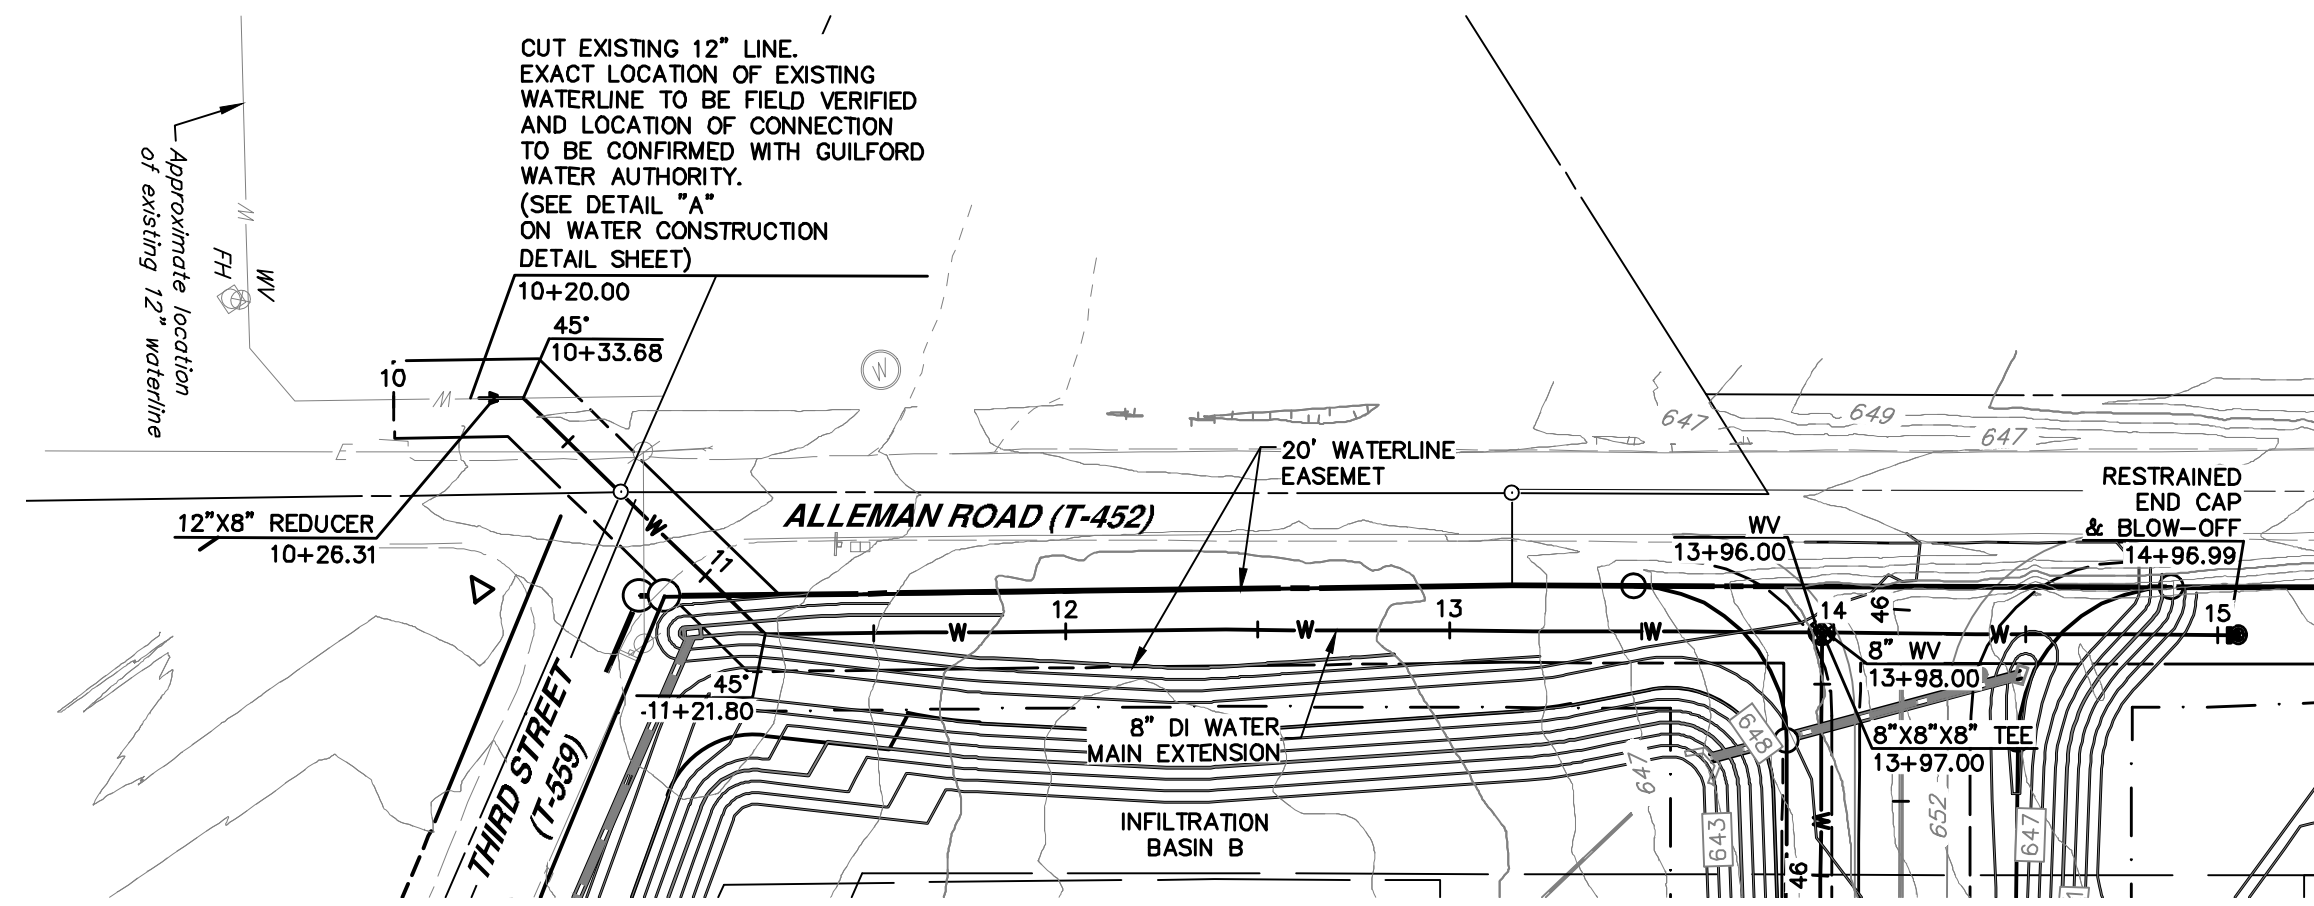 CUT EXISTING 12" LINE.
EXACT LOCATION OF EXISTING
WATERLINE TO BE FIELD VERIFIED
AND LOCATION OF CONNECTION
TO BE CONFIRMED WITH GUILFORD
WATER AUTHORITY.
(SEE DETAIL "A"
ON WATER CONSTRUCTION
DETAIL SHEET)
10+20.00
45°
10+33.68
Approximate location
of existing 12" waterline
W
FH
WV
10
W
W
E
12"X8" REDUCER
10+26.31
W
11
ALLEMAN ROAD (T-452)
20' WATERLINE
EASEMET
647
649
647
RESTRAINED
END CAP
& BLOW-OFF
14+96.99
WV
13+96.00
12
13
14
46
15
W
W
W
W
8" WV
13+98.00
8"X8"X8" TEE
13+97.00
45°
-11+21.80
8" DI WATER
MAIN EXTENSION
THIRD STREET
(T-559)
INFILTRATION
BASIN B
648
647
643
W
46
652
647